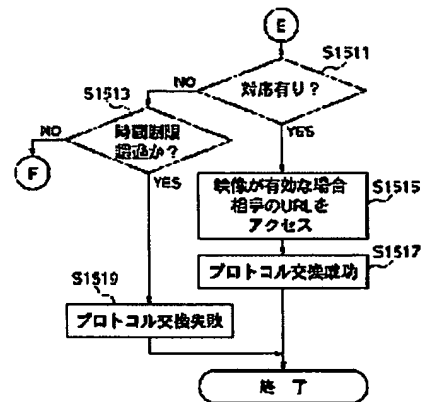 E
S1511
対応有り？
NO
YES
S1513
時間制限
超過か？
NO
YES
F
映像が有効な場合
相手のURLを
アクセス
S1515
プロトコル交換成功
S1517
S1519
プロトコル交換失敗
終 了